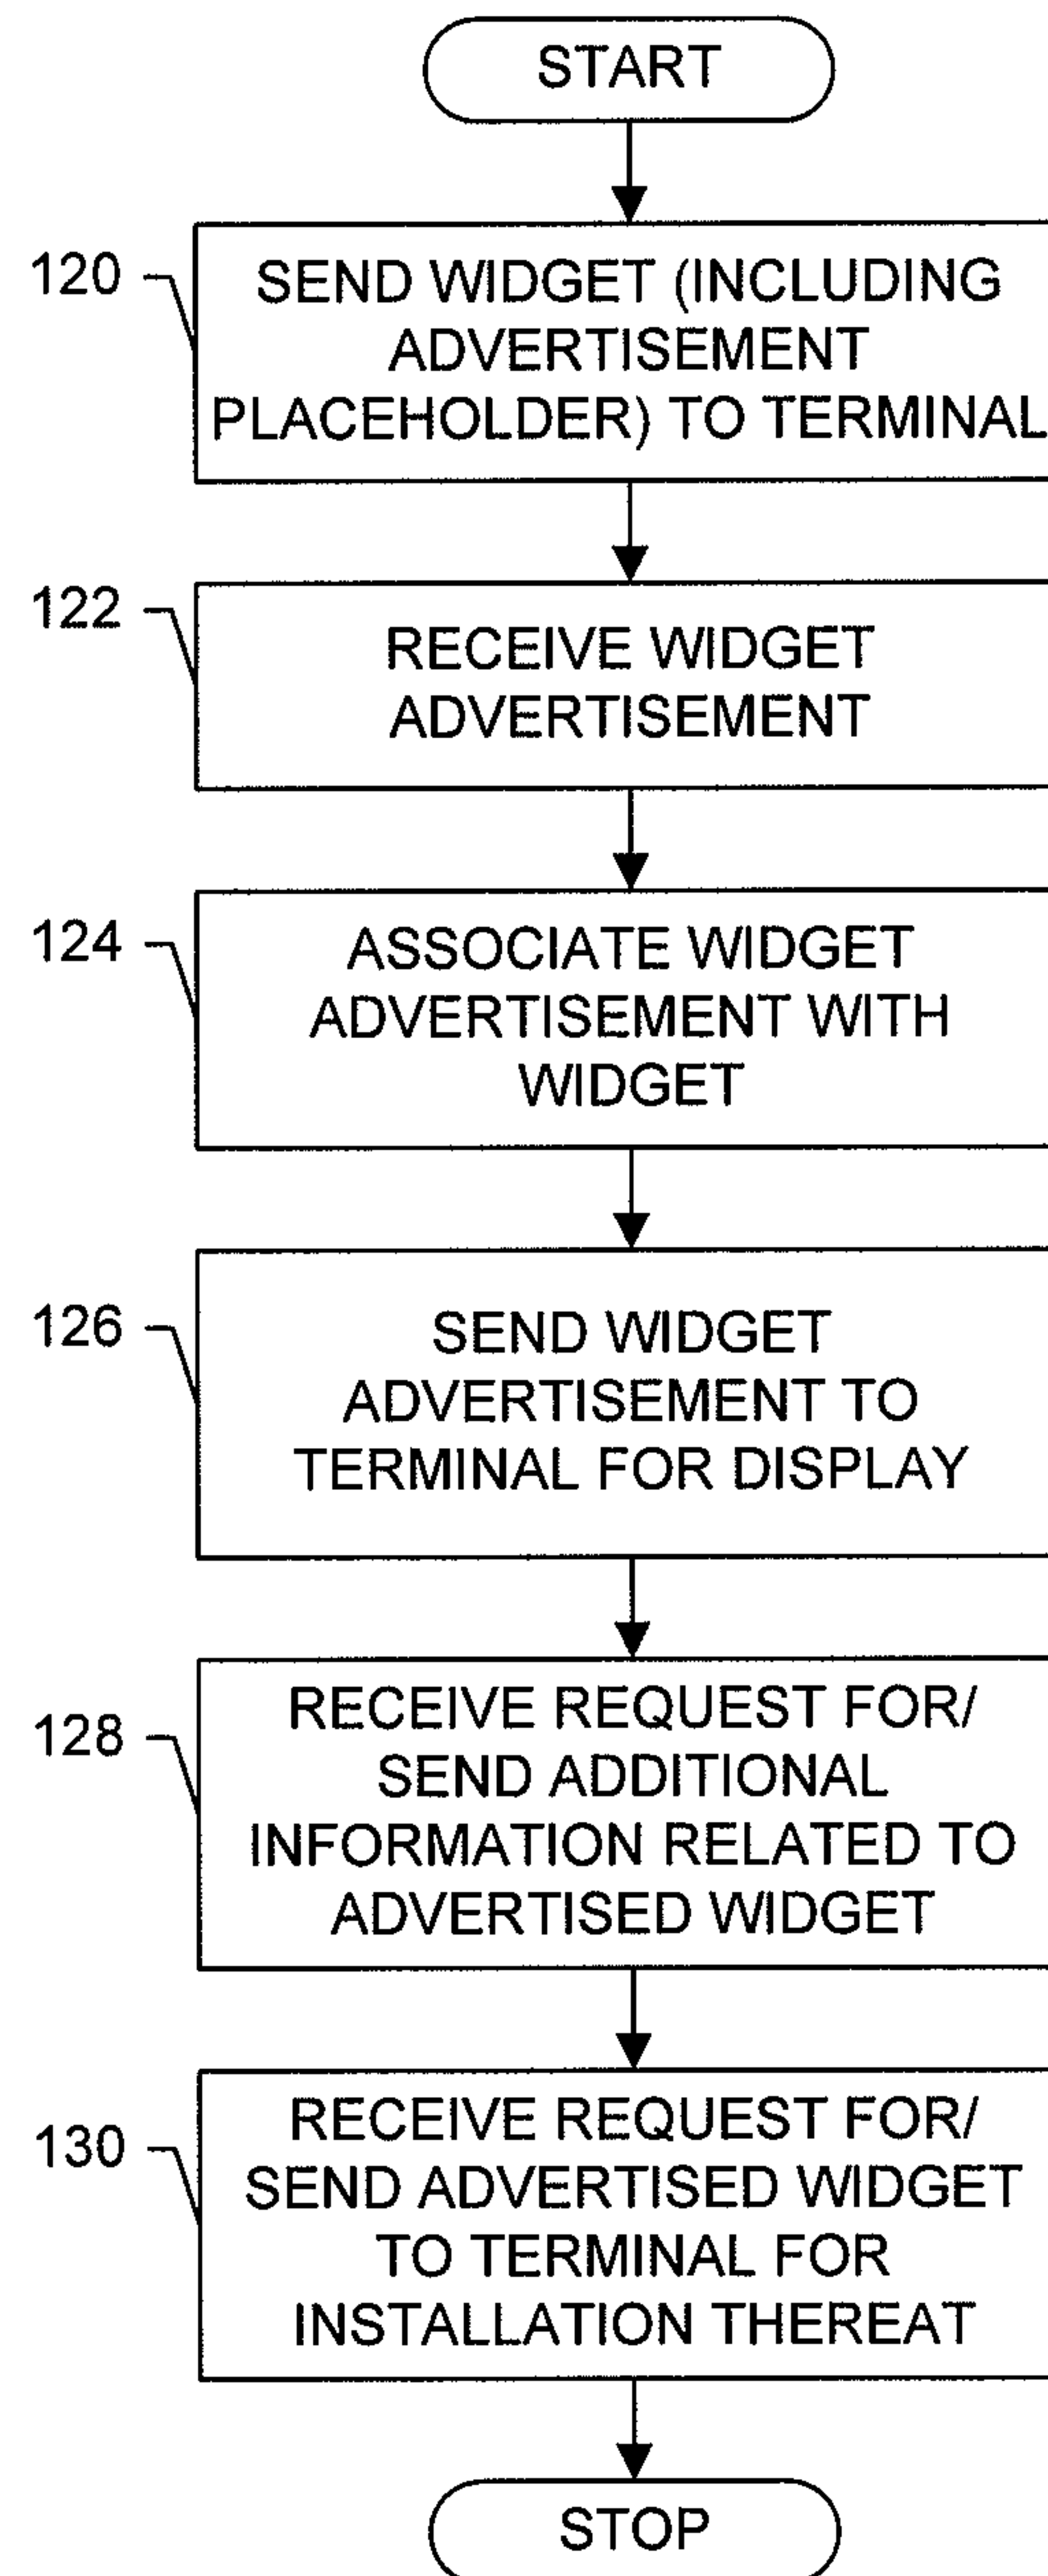 START
120
SEND WIDGET (INCLUDING
ADVERTISEMENT
PLACEHOLDER) TO TERMINAL
122
RECEIVE WIDGET
ADVERTISEMENT
124
ASSOCIATE WIDGET
ADVERTISEMENT WITH
WIDGET
126
SEND WIDGET
ADVERTISEMENT TO
TERMINAL FOR DISPLAY
128
RECEIVE REQUEST FOR/
SEND ADDITIONAL
INFORMATION RELATED TO
ADVERTISED WIDGET
130
RECEIVE REQUEST FOR/
SEND ADVERTISED WIDGET
TO TERMINAL FOR
INSTALLATION THEREAT
STOP